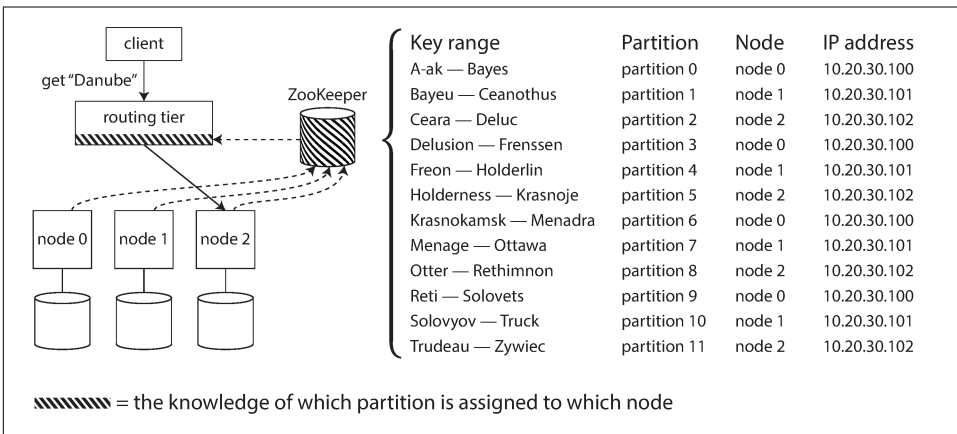 client
get “Danube”
routing tier
ZooKeeper
node 0
node 1
node 2
Key range Partition Node IP address
A-ak — Bayes partition 0 node 0 10.20.30.100
Bayeu — Ceanothus partition 1 node 1 10.20.30.101
Ceara — Deluc partition 2 node 2 10.20.30.102
Delusion — Frenssen partition 3 node 0 10.20.30.100
Freon — Holderlin partition 4 node 1 10.20.30.101
Holderness — Krasnoje partition 5 node 2 10.20.30.102
Krasnokamsk — Menadra partition 6 node 0 10.20.30.100
Menage — Ottawa partition 7 node 1 10.20.30.101
Otter — Rethimnon partition 8 node 2 10.20.30.102
Reti — Solovets partition 9 node 0 10.20.30.100
Solovyov — Truck partition 10 node 1 10.20.30.101
Trudeau — Zywiec partition 11 node 2 10.20.30.102
= the knowledge of which partition is assigned to which node